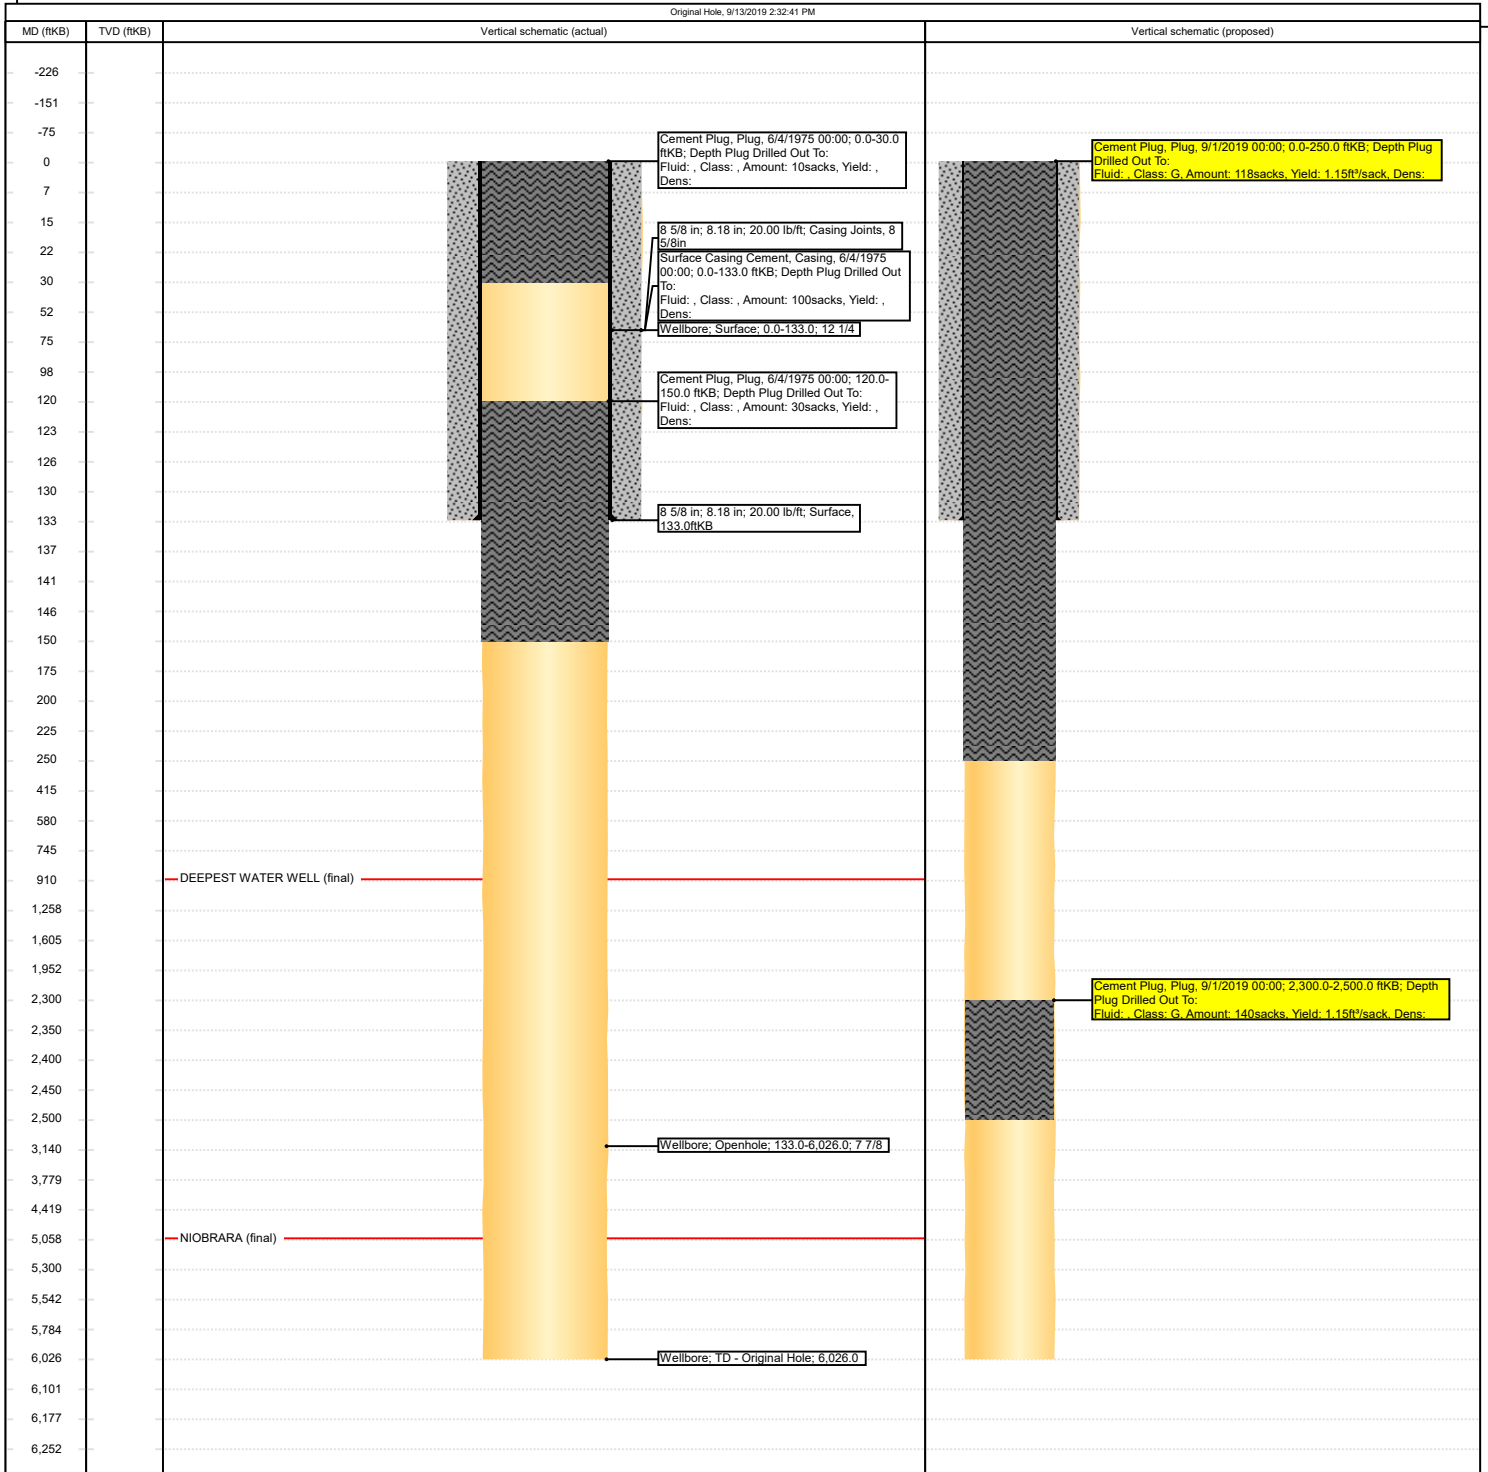 Original Hole, 9/13/2019 2:32:41 PM
MD (ftKB)
TVD (ftKB)
Vertical schematic (actual)
Vertical schematic (proposed)
-226
-151
-75
0
7
15
22
30
52
75
98
120
123
126
130
133
137
141
146
150
175
200
225
250
415
580
745
910
1,258
1,605
1,952
2,300
2,350
2,400
2,450
2,500
3,140
3,779
4,419
5,058
5,300
5,542
5,784
6,026
6,101
6,177
6,252
DEEPEST WATER WELL (final)
NIOBRARA (final)
Cement Plug, Plug, 6/4/1975 00:00; 0.0-30.0
ftKB; Depth Plug Drilled Out To:
Fluid: , Class: , Amount: 10sacks, Yield: ,
Dens:
8 5/8 in; 8.18 in; 20.00 lb/ft; Casing Joints, 8
5/8in
Surface Casing Cement, Casing, 6/4/1975
00:00; 0.0-133.0 ftKB; Depth Plug Drilled Out
To:
Fluid: , Class: , Amount: 100sacks, Yield: ,
Dens:
Wellbore; Surface; 0.0-133.0; 12 1/4
Cement Plug, Plug, 6/4/1975 00:00; 120.0-
150.0 ftKB; Depth Plug Drilled Out To:
Fluid: , Class: , Amount: 30sacks, Yield: ,
Dens:
8 5/8 in; 8.18 in; 20.00 lb/ft; Surface,
133.0ftKB
Wellbore; Openhole; 133.0-6,026.0; 7 7/8
Wellbore; TD - Original Hole; 6,026.0
Cement Plug, Plug, 9/1/2019 00:00; 0.0-250.0 ftKB; Depth Plug
Drilled Out To:
Fluid: , Class: G, Amount: 118sacks, Yield: 1.15ft³/sack, Dens:
Cement Plug, Plug, 9/1/2019 00:00; 2,300.0-2,500.0 ftKB; Depth
Plug Drilled Out To:
Fluid: , Class: G, Amount: 140sacks, Yield: 1.15ft³/sack, Dens: